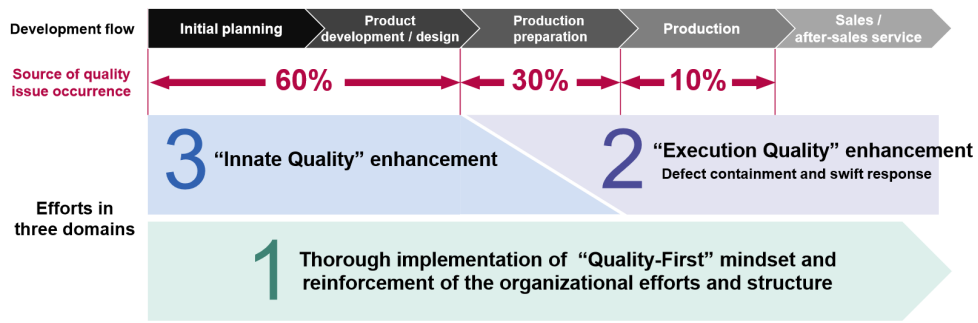 Development flow
Initial planning
Product
development / design
Production
preparation
Production
Sales /
after-sales service
Source of quality
issue occurrence
60%
30%
10%
3
“Innate Quality” enhancement
2
“Execution Quality” enhancement
Defect containment and swift response
Efforts in
three domains
1
Thorough implementation of “Quality-First” mindset and
reinforcement of the organizational efforts and structure